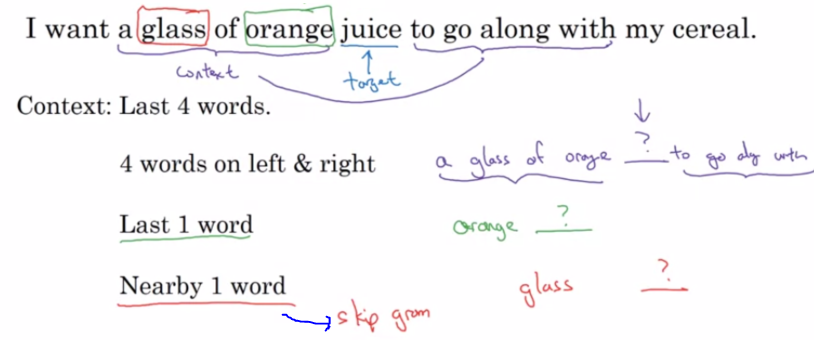 I want a glass of orange juice to go along with my cereal.
context
target
Context: Last 4 words.
4 words on left & right a glass of orange ? to go alg with
Last 1 word orange ?
Nearby 1 word glass ?
skip gram